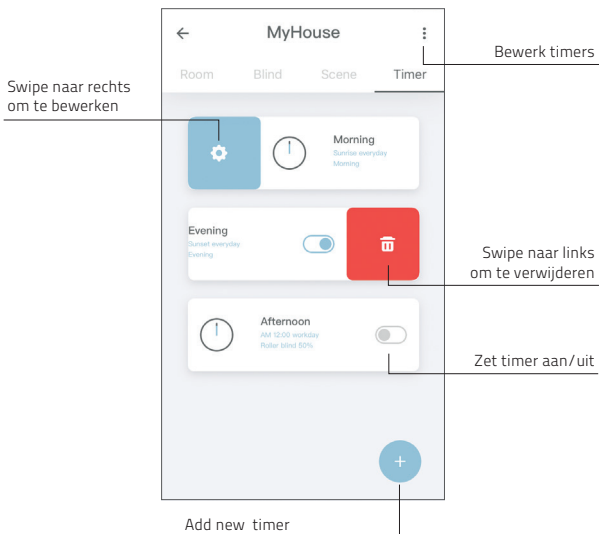 MyHouse
Bewerk timers
Room Blind Scene Timer
Swipe naar rechts
om te bewerken
Morning
Sunrise everyday
Morning
Evening
Sunset everyday
Evening
Swipe naar links
om te verwijderen
Afternoon
AM 12:00 workday
Roller blind 50%
Zet timer aan/uit
Add new timer